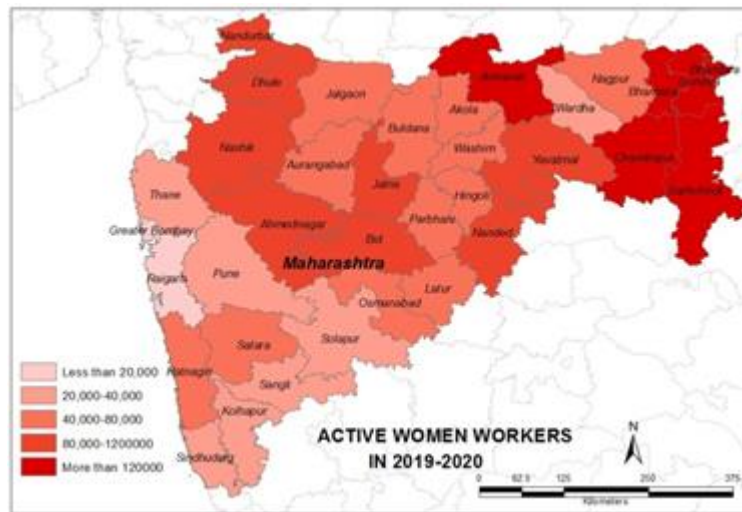 Nandurbar
Dhule
Jalgaon
Amravati
Nagpur
Bhandara
Akola
Wardha
Buldana
Nashik
Washim
Aurangabad
Yavatmal
Chandrapur
Jalna
Hingoli
Gadchiroli
Thane
Parbhani
Ahmednagar
Greater Bombay
Bid
Nanded
Maharashtra
Raigarh
Pune
Latur
Osmanabad
Solapur
Satara
Ratnagiri
Sangli
Kolhapur
Sindhudurg
Less than 20,000
20,000-40,000
40,000-80,000
80,000-1200000
More than 120000
ACTIVE WOMEN WORKERS
IN 2019-2020
N
0 62.5 125 250 375
Kilometers